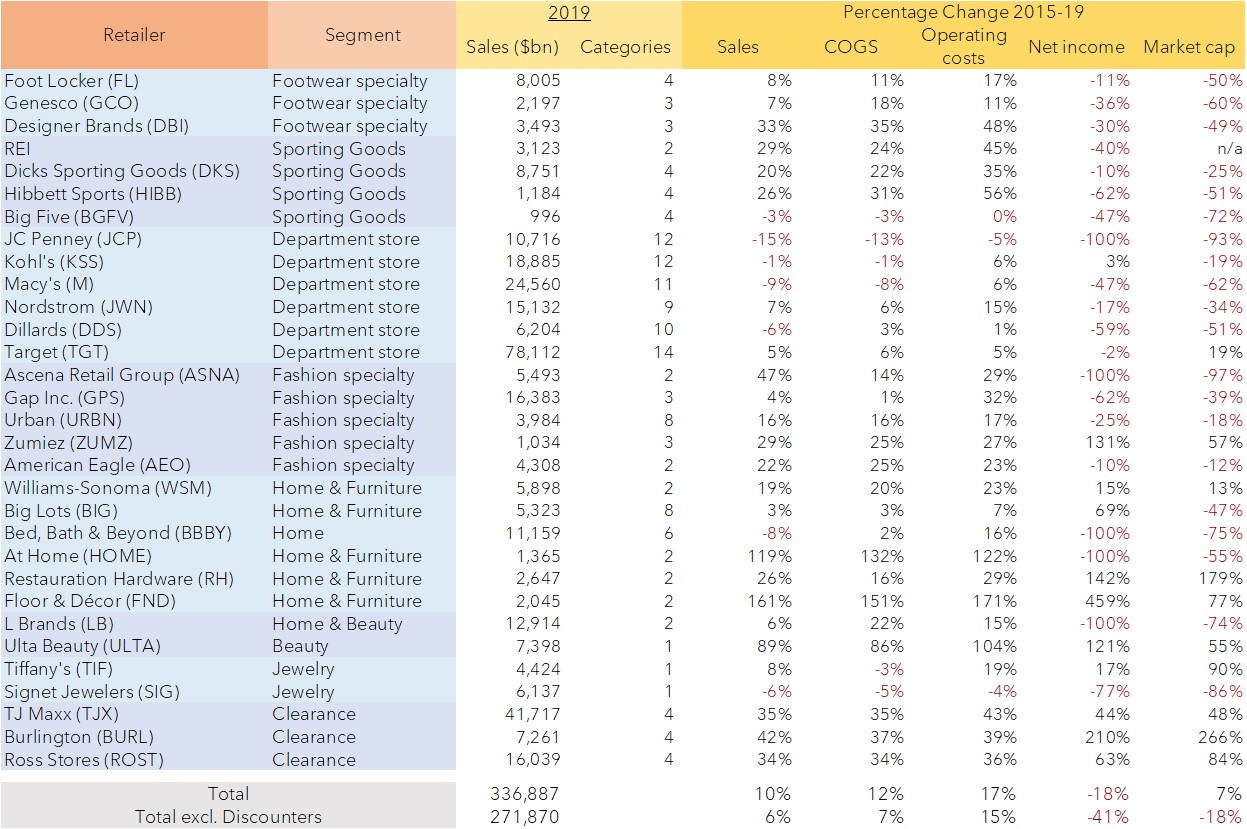 Retailer Segment 2019 Percentage Change 2015-19
Sales ($bn) Categories Sales COGS Operating costs Net income Market cap
Foot Locker (FL) Footwear specialty 8,005 4 8% 11% 17% -11% -50%
Genesco (GCO) Footwear specialty 2,197 3 7% 18% 11% -36% -60%
Designer Brands (DBI) Footwear specialty 3,493 3 33% 35% 48% -30% -49%
REI Sporting Goods 3,123 2 29% 24% 45% -40% n/a
Dicks Sporting Goods (DKS) Sporting Goods 8,751 4 20% 22% 35% -10% -25%
Hibbett Sports (HIBB) Sporting Goods 1,184 4 26% 31% 56% -62% -51%
Big Five (BGFV) Sporting Goods 996 4 -3% -3% 0% -47% -72%
JC Penney (JCP) Department store 10,716 12 -15% -13% -5% -100% -93%
Kohl's (KSS) Department store 18,885 12 -1% -1% 6% 3% -19%
Macy's (M) Department store 24,560 11 -9% -8% 6% -47% -62%
Nordstrom (JWN) Department store 15,132 9 7% 6% 15% -17% -34%
Dillards (DDS) Department store 6,204 10 -6% 3% 1% -59% -51%
Target (TGT) Department store 78,112 14 5% 6% 5% -2% 19%
Ascena Retail Group (ASNA) Fashion specialty 5,493 2 47% 14% 29% -100% -97%
Gap Inc. (GPS) Fashion specialty 16,383 3 4% 1% 32% -62% -39%
Urban (URBN) Fashion specialty 3,984 8 16% 16% 17% -25% -18%
Zumiez (ZUMZ) Fashion specialty 1,034 3 29% 25% 27% 131% 57%
American Eagle (AEO) Fashion specialty 4,308 2 22% 25% 23% -10% -12%
Williams-Sonoma (WSM) Home & Furniture 5,898 2 19% 20% 23% 15% 13%
Big Lots (BIG) Home & Furniture 5,323 8 3% 3% 7% 69% -47%
Bed, Bath & Beyond (BBBY) Home 11,159 6 -8% 2% 16% -100% -75%
At Home (HOME) Home & Furniture 1,365 2 119% 132% 122% -100% -55%
Restauration Hardware (RH) Home & Furniture 2,647 2 26% 16% 29% 142% 179%
Floor & Décor (FND) Home & Furniture 2,045 2 161% 151% 171% 459% 77%
L Brands (LB) Home & Beauty 12,914 2 6% 22% 15% -100% -74%
Ulta Beauty (ULTA) Beauty 7,398 1 89% 86% 104% 121% 55%
Tiffany's (TIF) Jewelry 4,424 1 8% -3% 19% 17% 90%
Signet Jewelers (SIG) Jewelry 6,137 1 -6% -5% -4% -77% -86%
TJ Maxx (TJX) Clearance 41,717 4 35% 35% 43% 44% 48%
Burlington (BURL) Clearance 7,261 4 42% 37% 39% 210% 266%
Ross Stores (ROST) Clearance 16,039 4 34% 34% 36% 63% 84%
Total 336,887 10% 12% 17% -18% 7%
Total excl. Discounters 271,870 6% 7% 15% -41% -18%